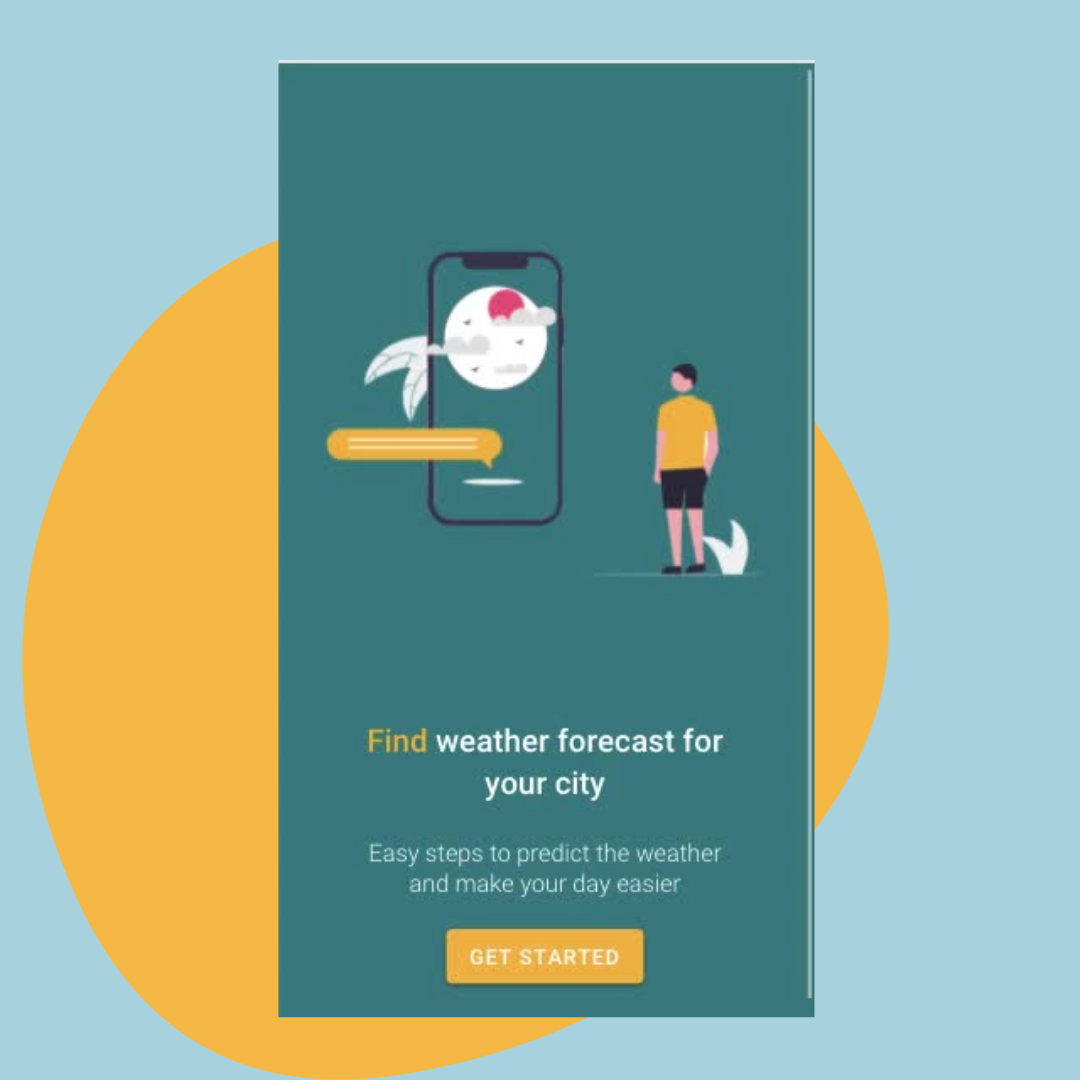 Find weather forecast for
your city
Easy steps to predict the weather
and make your day easier
GET STARTED